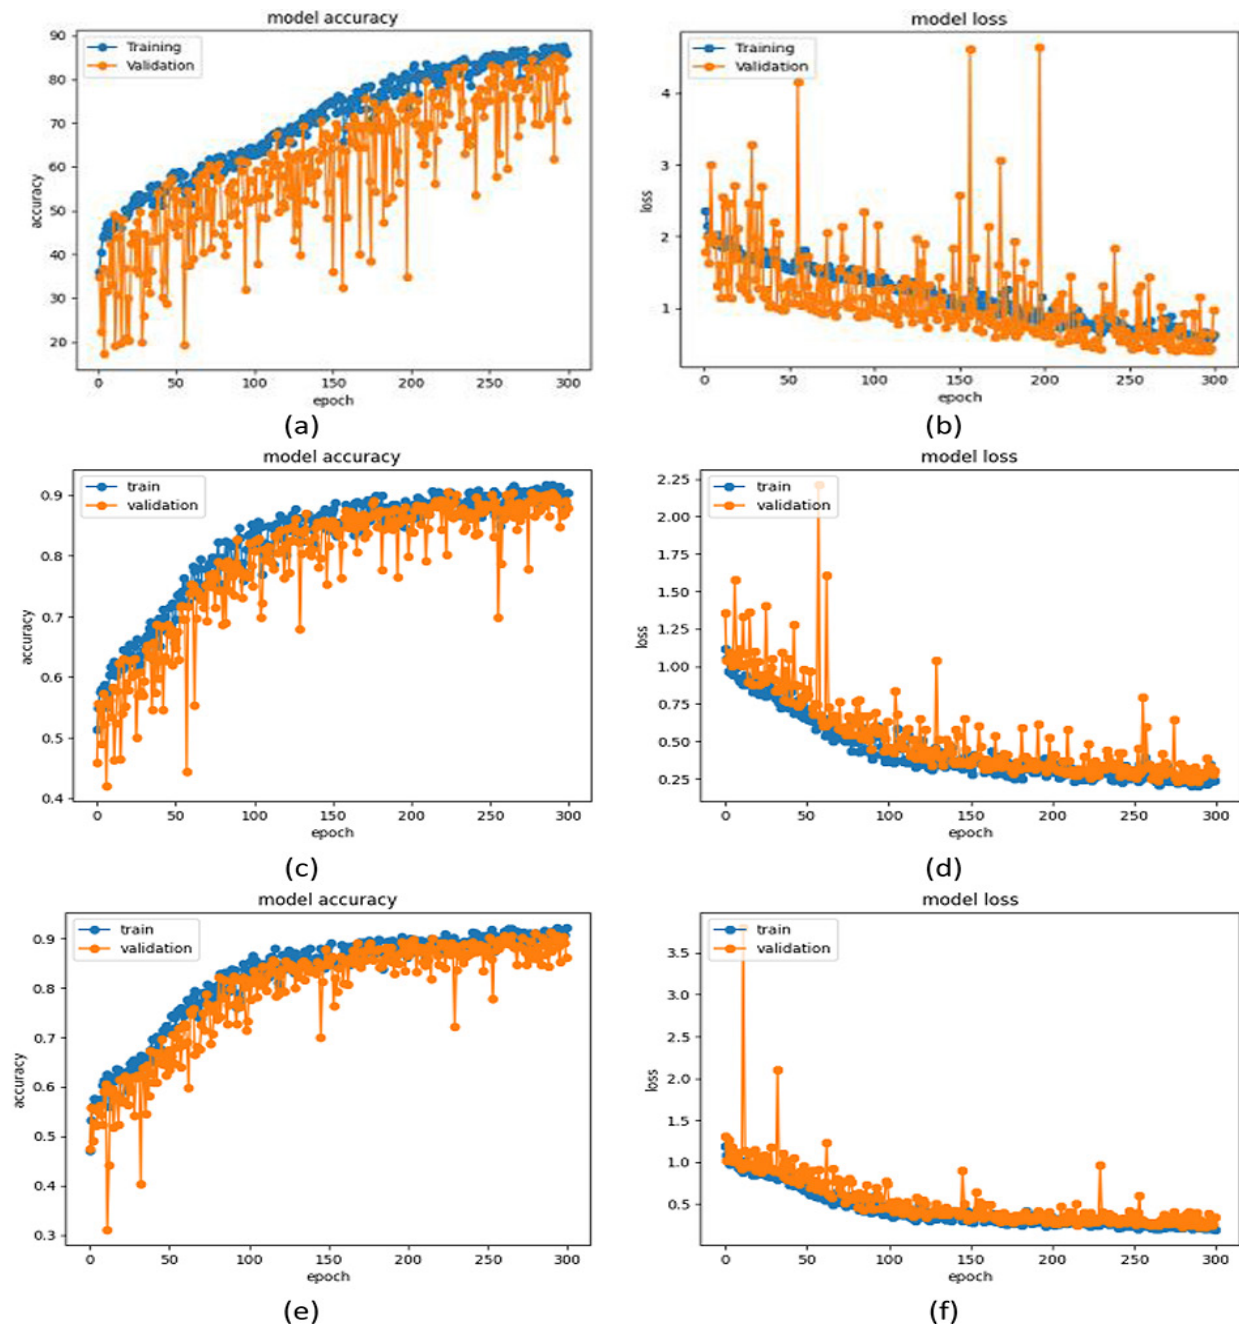 model accuracy
90
80
70
60
50
40
30
20
accuracy
Training
Validation
0 50 100 150 200 250 300
epoch
(a)
model loss
4
3
2
1
loss
Training
Validation
0 50 100 150 200 250 300
epoch
(b)
model accuracy
0.9
0.8
0.7
0.6
0.5
0.4
accuracy
train
validation
0 50 100 150 200 250 300
epoch
(c)
model loss
2.25
2.00
1.75
1.50
1.25
1.00
0.75
0.50
0.25
loss
train
validation
0 50 100 150 200 250 300
epoch
(d)
model accuracy
0.9
0.8
0.7
0.6
0.5
0.4
0.3
accuracy
train
validation
0 50 100 150 200 250 300
epoch
(e)
model loss
3.5
3.0
2.5
2.0
1.5
1.0
0.5
loss
train
validation
0 50 100 150 200 250 300
epoch
(f)